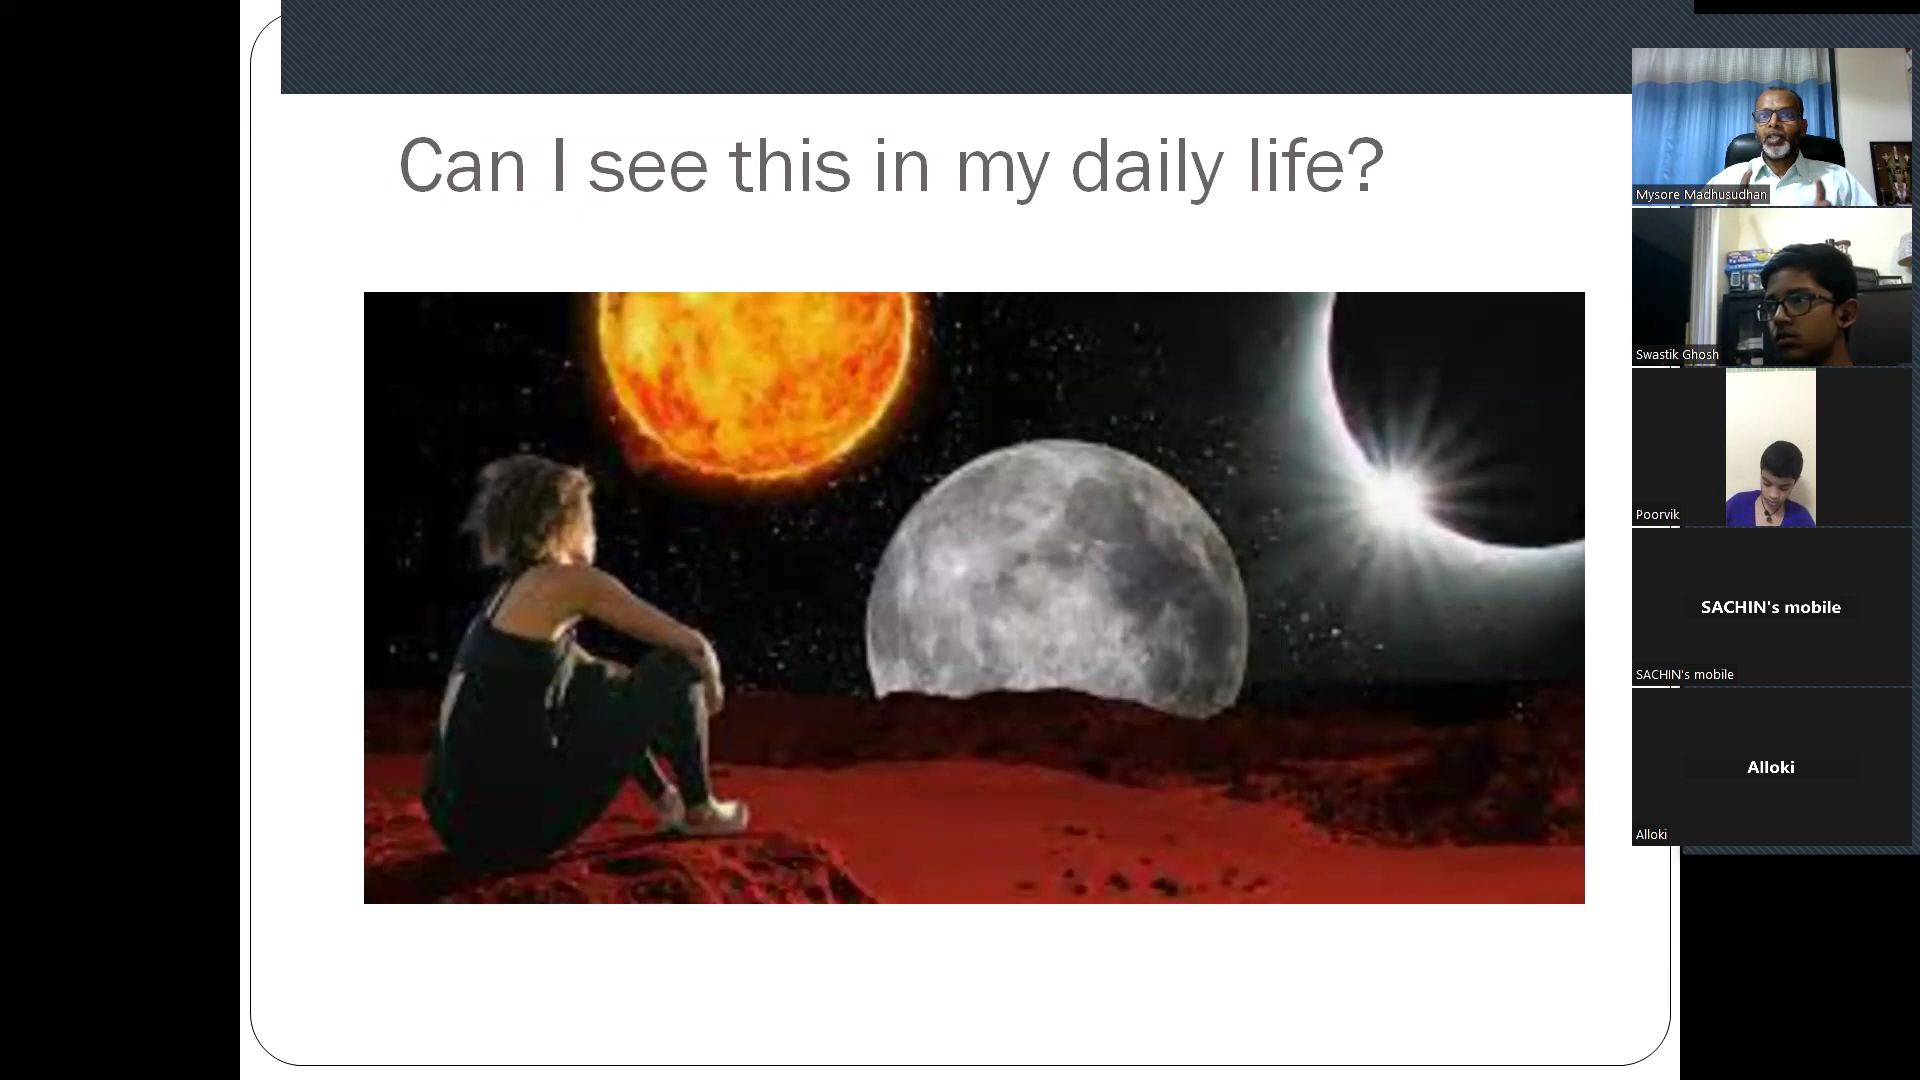 Can I see this in my daily life?
Mysore Madhusudhan
Swastik Ghosh
Poorvik
SACHIN's mobile
SACHIN's mobile
Alloki
Alloki